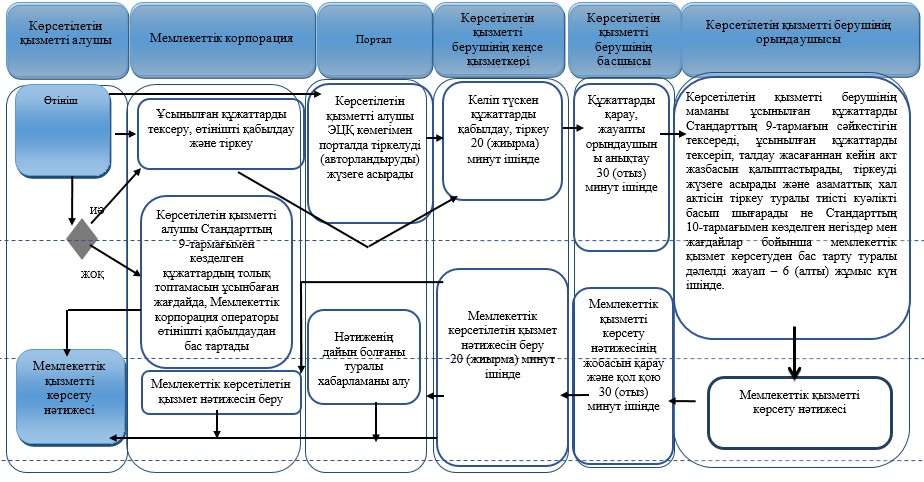 Көрсетілетін
қызметті алушы
Мемлекеттік корпорация
Портал
Көрсетілетін
қызметті
берушінің кеңсе
қызметкері
Көрсетілетін
қызметті
берушінің
басшысы
Көрсетілетін қызметті берушінің
орындаушысы
Өтініш
Ұсынылған құжаттарды
тексеру, өтінішті қабылдау
және тіркеу
Көрсетілетін
қызметті алушы
ЭЦҚ көмегімен
порталда тіркелуді
(авторландыруды)
жүзеге асырады
Келіп түскен
құжаттарды
қабылдау, тіркеу
20 (жиырма)
минут ішінде
Құжаттарды
қарау,
жауапты
орындаушын
ы анықтау
30 (отыз)
минут ішінде
Көрсетілетін қызметті берушінің
маманы ұсынылған құжаттарды
Стандарттың 9-тармағын сәйкестігін
тексереді, ұсынылған құжаттарды
тексеріп, талдау жасағаннан кейін акт
жазбасын қалыптастырады, тіркеуді
жүзеге асырады және азаматтық хал
актісін тіркеу туралы тиісті куәлікті
басып шығарады не Стандарттың
10-тармағымен көзделген негіздер мен
жағдайлар бойынша мемлекеттік
қызмет көрсетуден бас тарту туралы
дәлелді жауап – 6 (алты) жұмыс күн
ішінде.
иә
жоқ
Көрсетілетін қызметті
алушы Стандарттың
9-тармағымен
көзделген
құжаттардың толық
топтамасын ұсынбаған
жағдайда, Мемлекеттік
корпорация операторы
өтінішті қабылдаудан
бас тартады
Мемлекеттік
қызметті
көрсету
нәтижесі
Мемлекеттік көрсетілетін
қызмет нәтижесін беру
Нәтиженің
дайын болғаны
туралы
хабарламаны алу
Мемлекеттік
көрсетілетін қызмет
нәтижесін беру
20 (жиырма) минут
ішінде
Мемлекеттік
қызметті
көрсету
нәтижесінің
жобасын қарау
және қол қою
30 (отыз)
минут ішінде
Мемлекеттік қызметті
көрсету нәтижесі